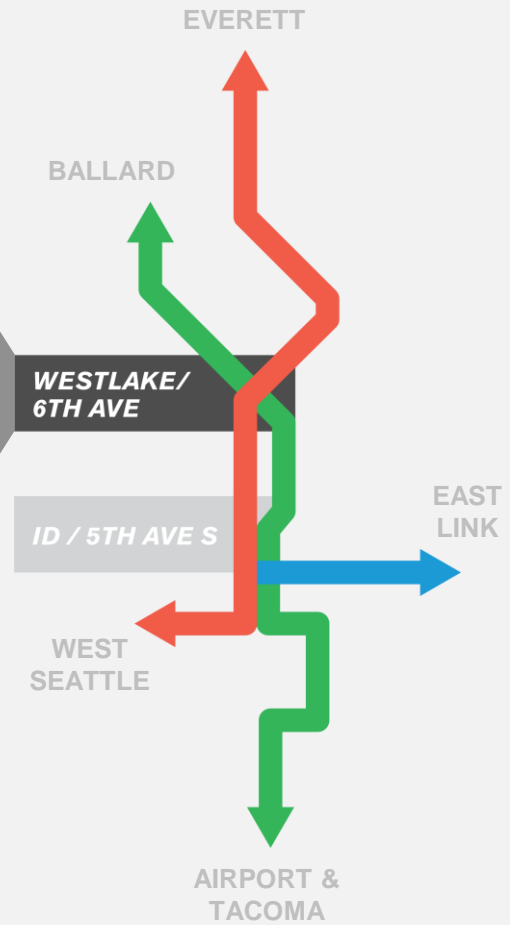 EVERETT
BALLARD
WESTLAKE/
6TH AVE
EAST
LINK
ID / 5TH AVE S
WEST
SEATTLE
AIRPORT &
TACOMA